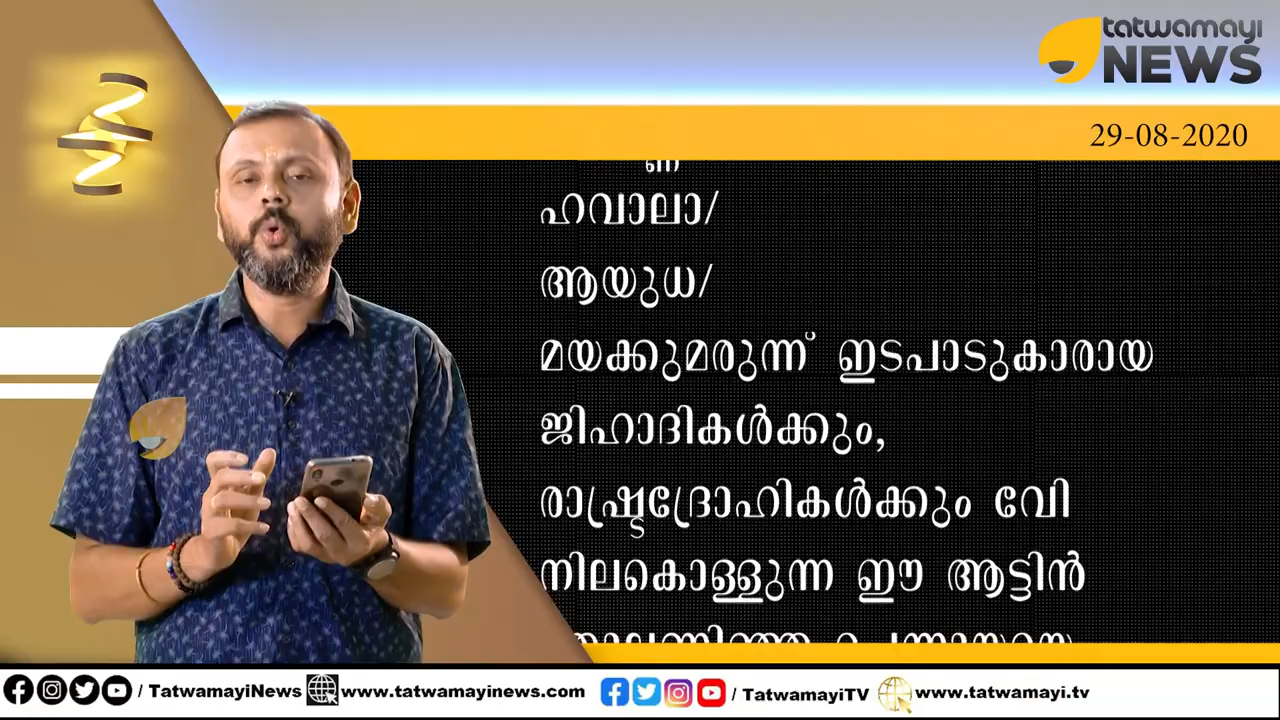 tatwamayi
NEWS
29-08-2020
ഹവാലാ/
ആയുധ/
മയക്കുമരുന്ന് ഇടപാടുകാരായ
ജിഹാദികൾക്കും,
രാഷ്ട്രദ്രോഹികൾക്കും വേി
നിലകൊള്ളുന്ന ഈ ആട്ടിൻ
/ TatwamayiNews www.tatwamayinews.com / TatwamayiTV www.tatwamayi.tv